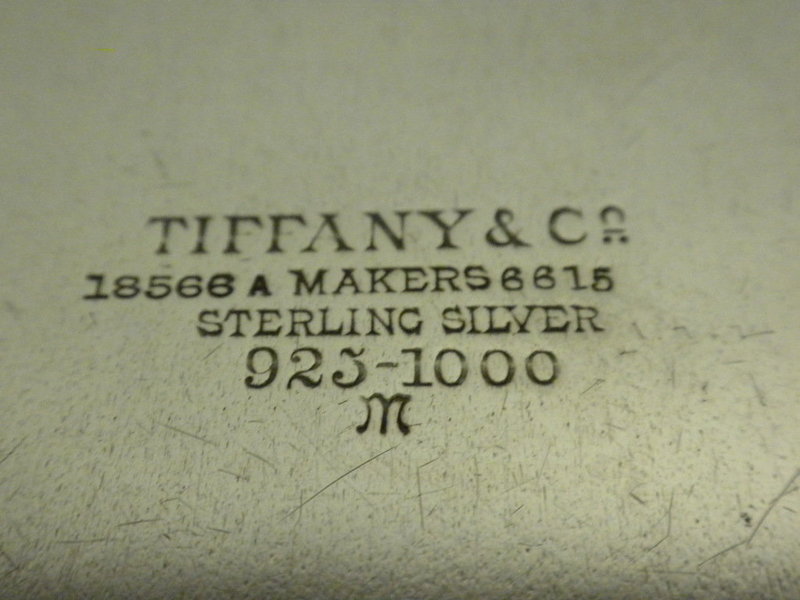 TIFFANY & Co
18566 A MAKERS 6615
STERLING SILVER
925-1000
M